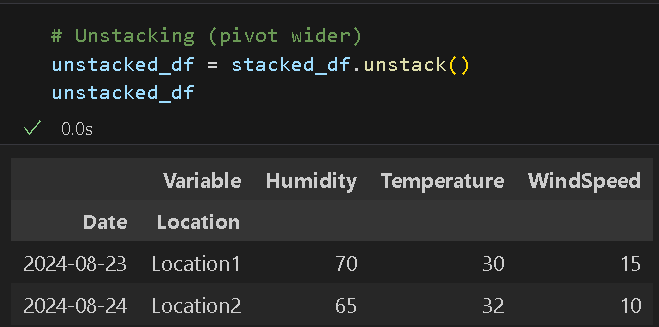 # Unstacking (pivot wider)
unstacked_df = stacked_df.unstack()
unstacked_df
0.0s
Variable Humidity Temperature WindSpeed
Date Location
2024-08-23 Location1 70 30 15
2024-08-24 Location2 65 32 10